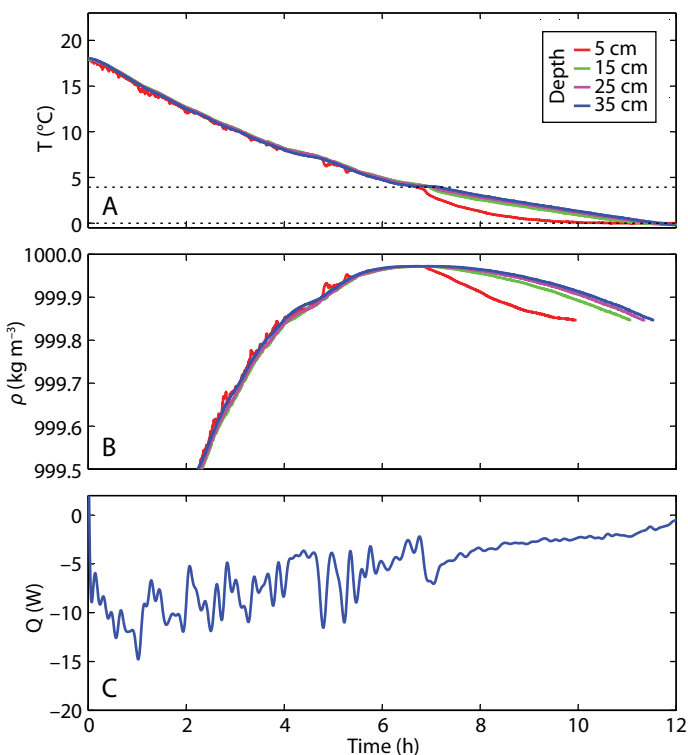 20
15
10
5
0
T (°C)
A
Depth
5 cm
15 cm
25 cm
35 cm
1000.0
999.9
999.8
999.7
999.6
999.5
ρ (kg m⁻³)
B
0
−5
−10
−15
−20
Q (W)
C
0 2 4 6 8 10 12
Time (h)